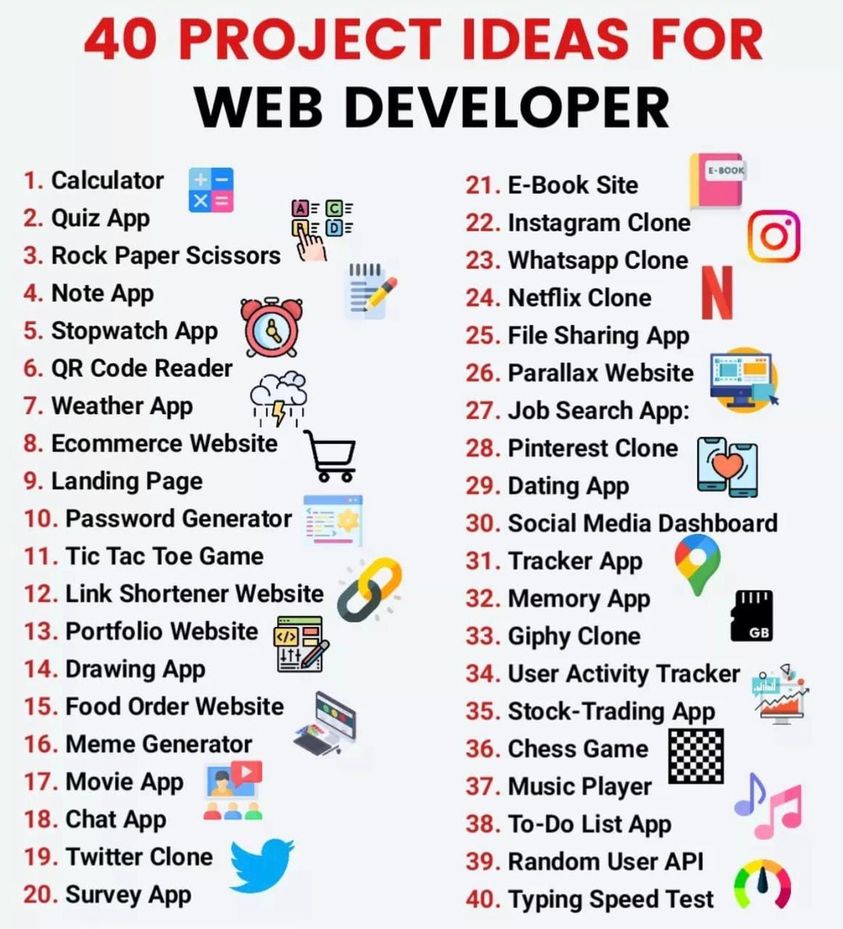 40 PROJECT IDEAS FOR
WEB DEVELOPER
1. Calculator
2. Quiz App
3. Rock Paper Scissors
4. Note App
5. Stopwatch App
6. QR Code Reader
7. Weather App
8. Ecommerce Website
9. Landing Page
10. Password Generator
11. Tic Tac Toe Game
12. Link Shortener Website
13. Portfolio Website
14. Drawing App
15. Food Order Website
16. Meme Generator
17. Movie App
18. Chat App
19. Twitter Clone
20. Survey App
A
C
D
21. E-Book Site
E-BOOK
22. Instagram Clone
23. Whatsapp Clone
24. Netflix Clone
N
25. File Sharing App
26. Parallax Website
27. Job Search App:
28. Pinterest Clone
29. Dating App
30. Social Media Dashboard
31. Tracker App
32. Memory App
GB
33. Giphy Clone
34. User Activity Tracker
35. Stock-Trading App
36. Chess Game
37. Music Player
38. To-Do List App
39. Random User API
40. Typing Speed Test